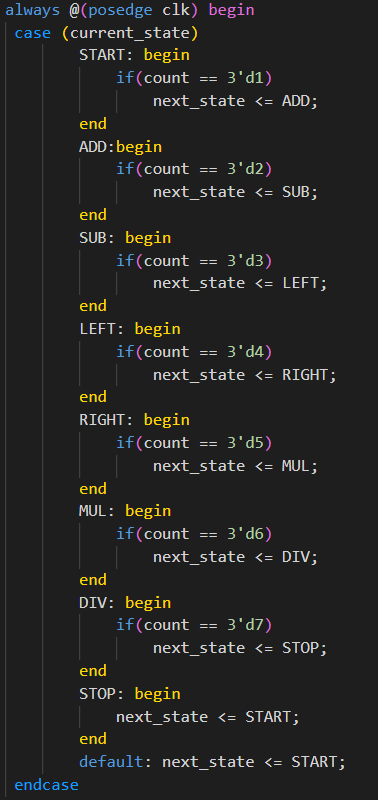 always @(posedge clk) begin
case (current_state)
START: begin
if(count == 3'd1)
next_state <= ADD;
end
ADD:begin
if(count == 3'd2)
next_state <= SUB;
end
SUB: begin
if(count == 3'd3)
next_state <= LEFT;
end
LEFT: begin
if(count == 3'd4)
next_state <= RIGHT;
end
RIGHT: begin
if(count == 3'd5)
next_state <= MUL;
end
MUL: begin
if(count == 3'd6)
next_state <= DIV;
end
DIV: begin
if(count == 3'd7)
next_state <= STOP;
end
STOP: begin
next_state <= START;
end
default: next_state <= START;
endcase